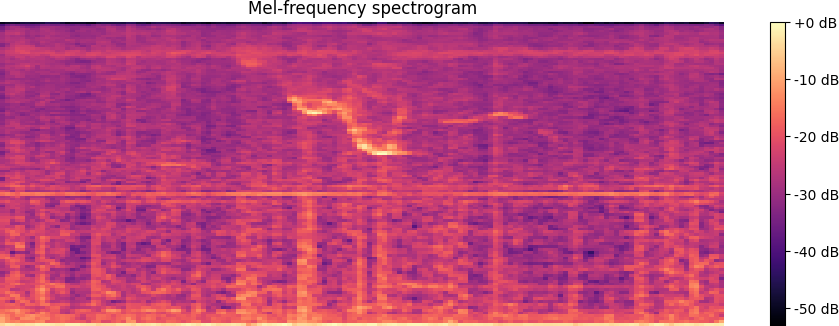 Mel-frequency spectrogram
+0 dB
-10 dB
-20 dB
-30 dB
-40 dB
-50 dB